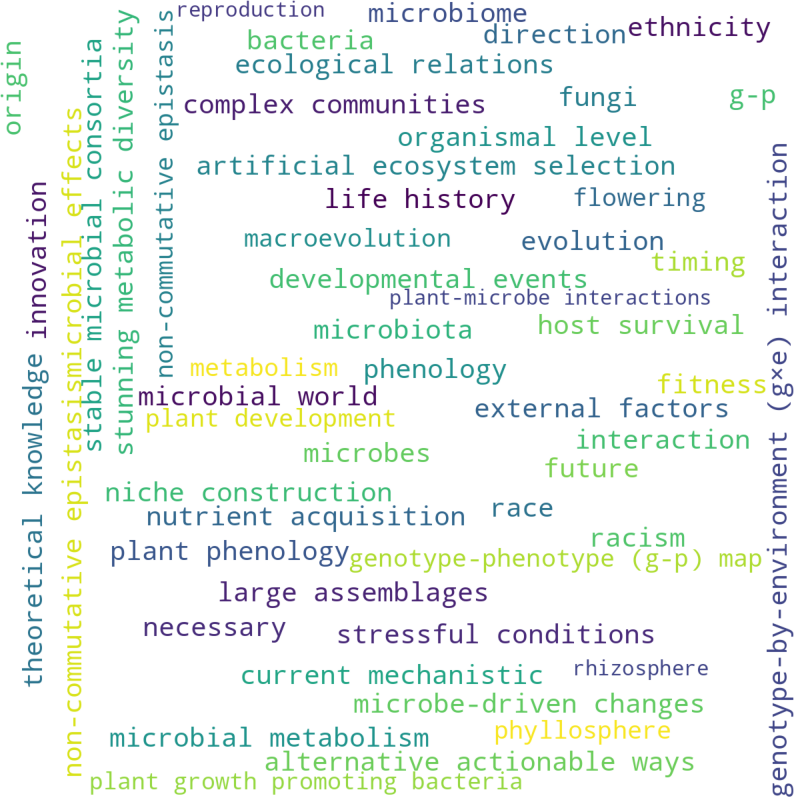 reproduction
microbiome
ethnicity
direction
bacteria
ecological relations
fungi
g-p
complex communities
organismal level
artificial ecosystem selection
life history
flowering
macroevolution
evolution
timing
developmental events
plant-microbe interactions
microbiota
host survival
metabolism
phenology
fitness
microbial world
plant development
external factors
interaction
microbes
future
niche construction
nutrient acquisition
race
racism
plant phenology
genotype-phenotype (g-p) map
large assemblages
necessary
stressful conditions
current mechanistic
rhizosphere
microbe-driven changes
microbial metabolism
phyllosphere
alternative actionable ways
plant growth promoting bacteria
origin
innovation
theoretical knowledge
non-commutative epistasismicrobial effects
stable microbial consortia
stunning metabolic diversity
non-commutative epistasis
genotype-by-environment (g×e) interaction